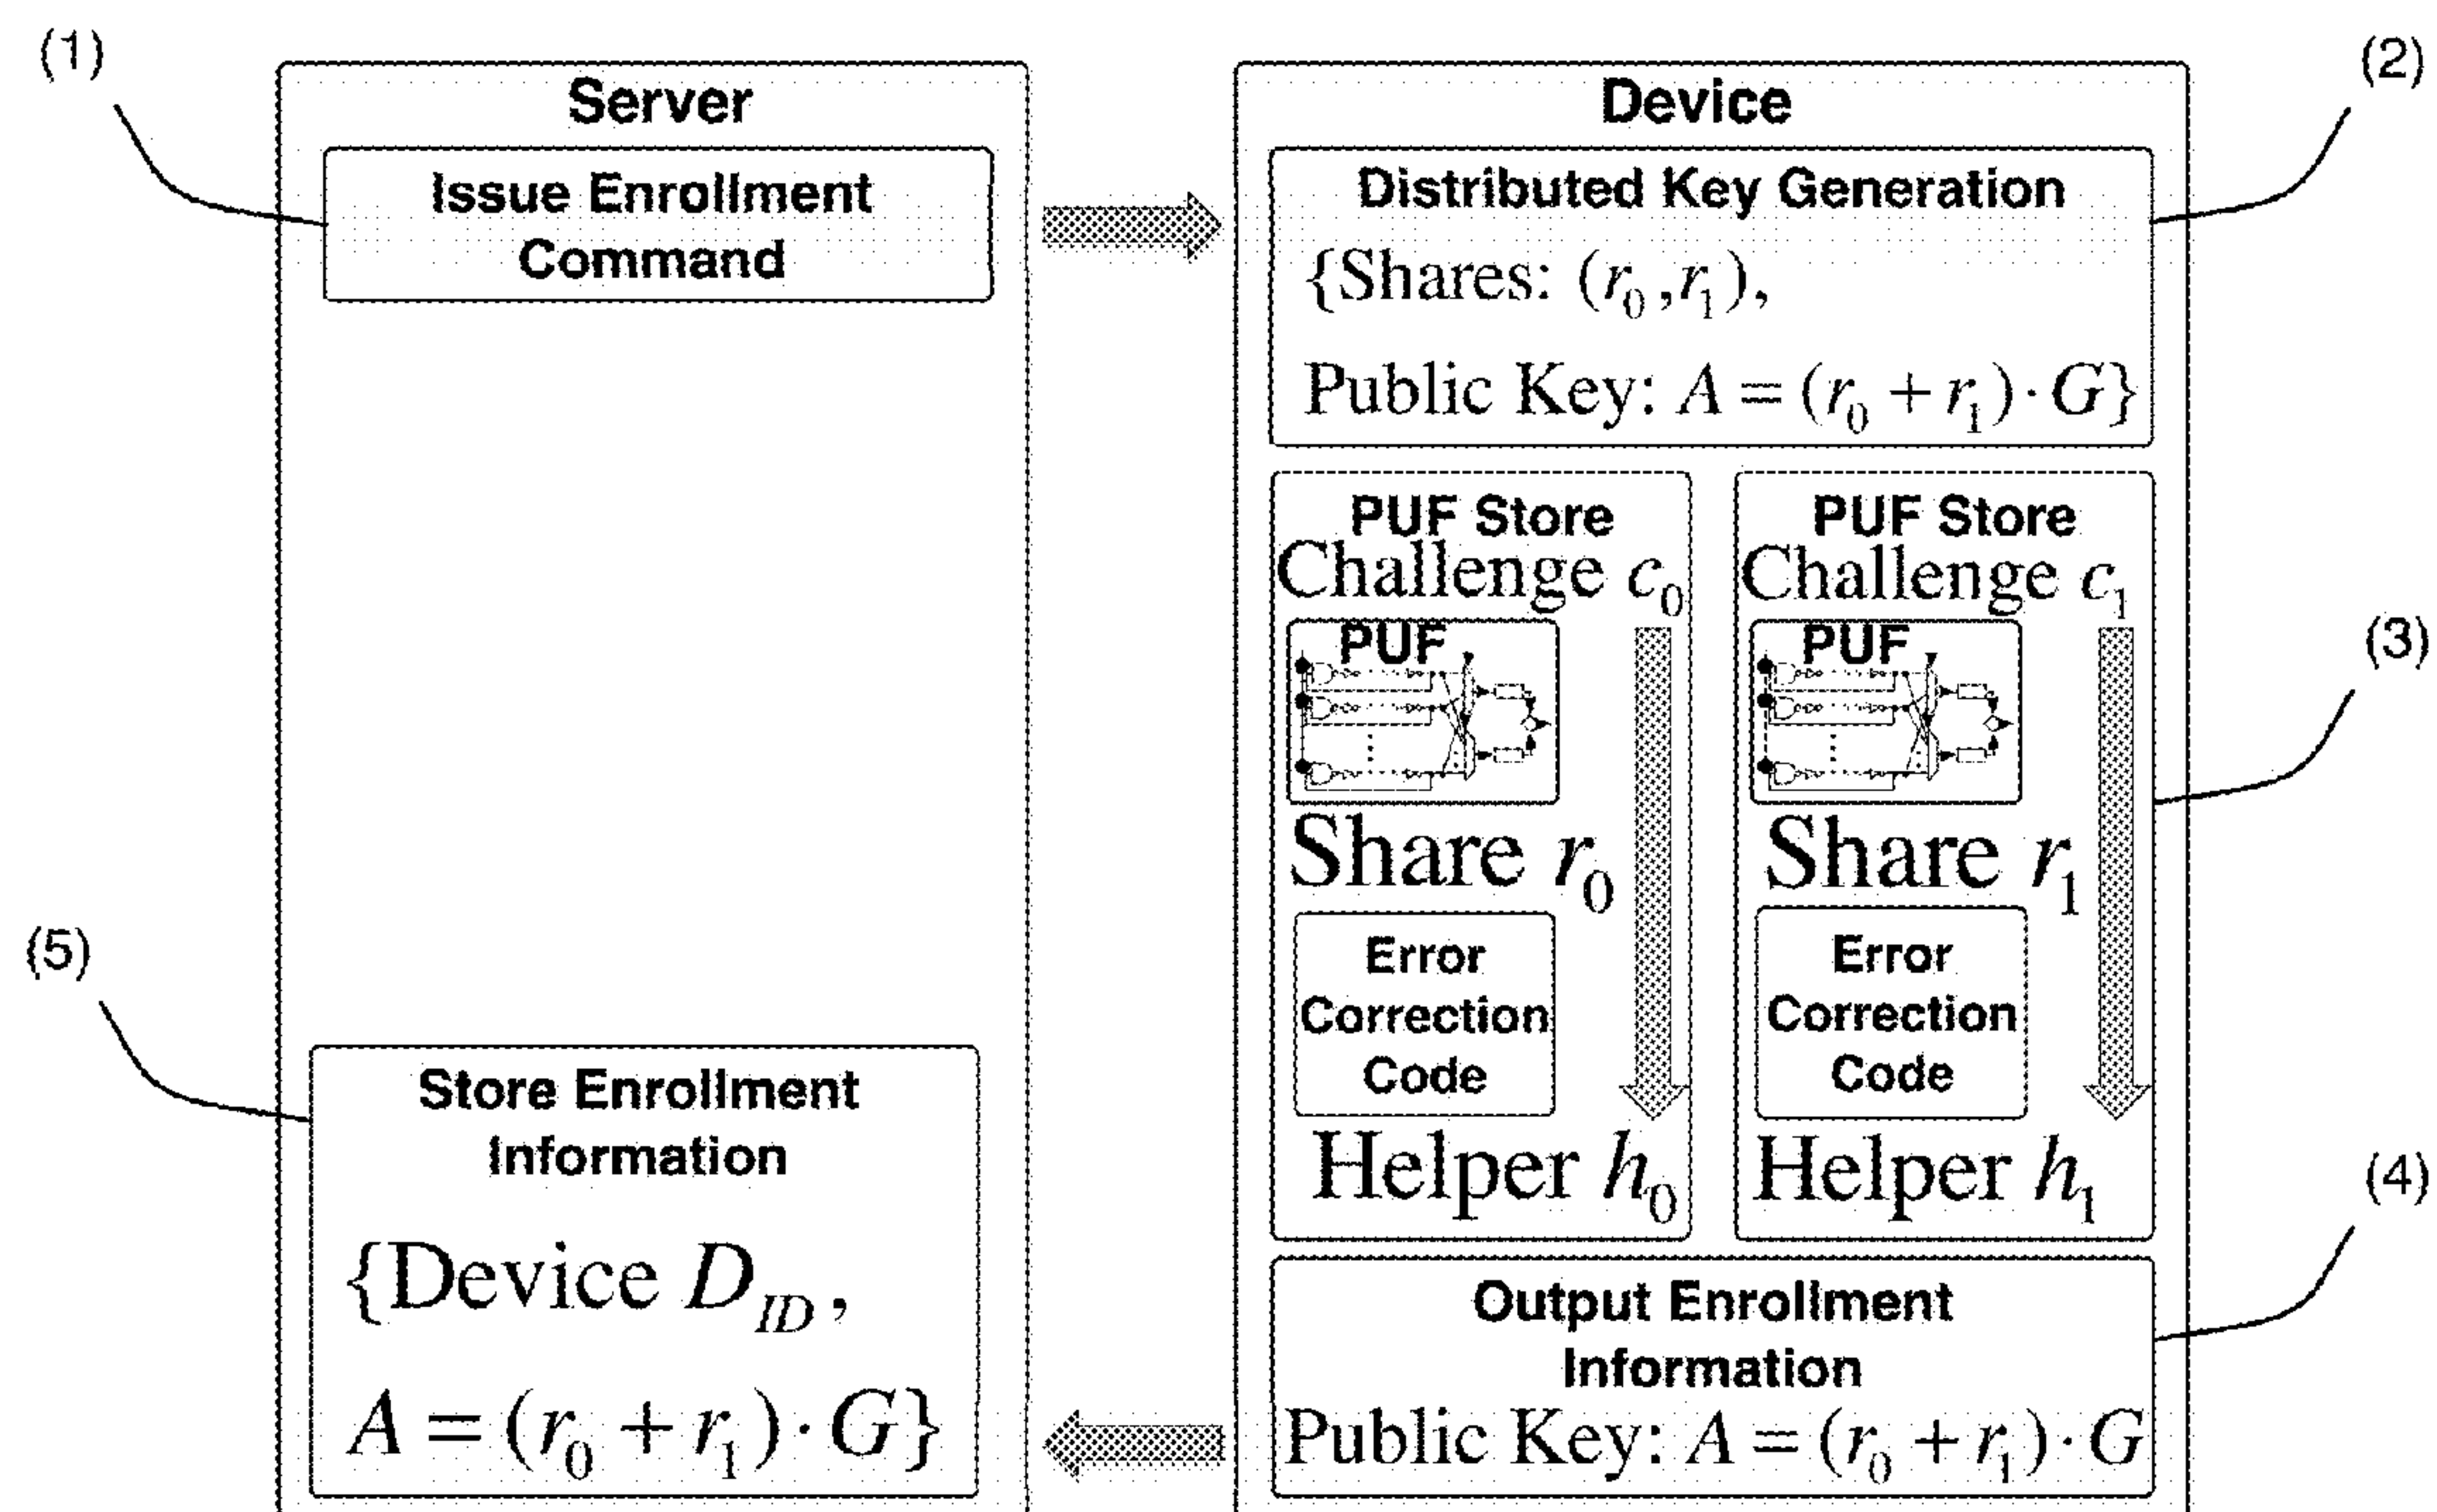 (1)
Server
Issue Enrollment
Command
(2)
Device
Distributed Key Generation
{Shares: (r₀,r₁),
Public Key: A = (r₀ + r₁) · G}
PUF Store
Challenge c₀
PUF
Share r₀
Error
Correction
Code
Helper h₀
PUF Store
Challenge c₁
PUF
Share r₁
Error
Correction
Code
Helper h₁
(3)
(4)
Output Enrollment
Information
Public Key: A = (r₀ + r₁) · G
(5)
Store Enrollment
Information
{Device D_ID,
A = (r₀ + r₁) · G}